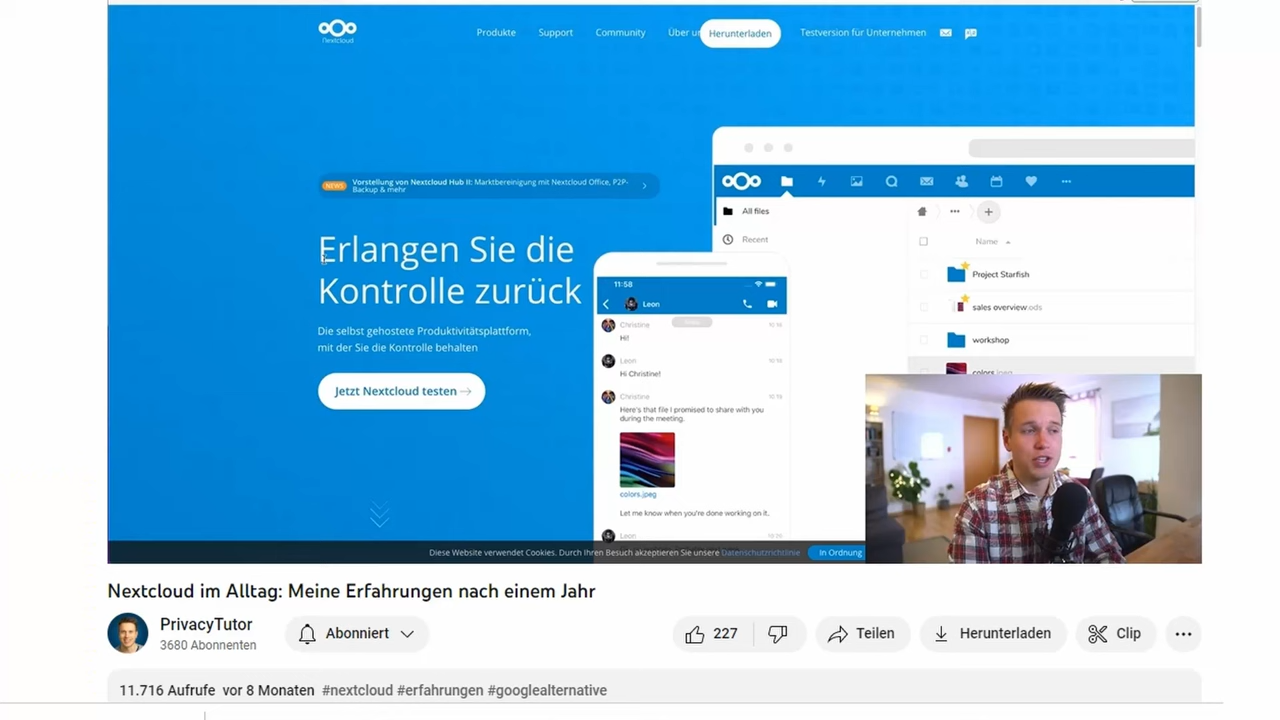 Nextcloud
Produkte Support Community Über u Herunterladen Testversion für Unternehmen
NEWS Vorstellung von Nextcloud Hub II: Marktbereinigung mit Nextcloud Office, P2P-
Backup & mehr
Erlangen Sie die
Kontrolle zurück
Die selbst gehostete Produktivitätsplattform,
mit der Sie die Kontrolle behalten
Jetzt Nextcloud testen
All files
Recent
Name
Project Starfish
sales overview.ods
workshop
colors.jpeg
11:58
Leon
Christine 10:16
Hi!
Leon
Hi Christine!
Christine
Here's that file I promised to share with you
during the meeting.
colors.jpeg
Let me know when you're done working on it.
Leon
Diese Website verwendet Cookies. Durch Ihren Besuch akzeptieren Sie unsere Datenschutzrichtlinie In Ordnung
Nextcloud im Alltag: Meine Erfahrungen nach einem Jahr
PrivacyTutor
3680 Abonnenten
Abonniert
227
Teilen
Herunterladen
Clip
11.716 Aufrufe vor 8 Monaten #nextcloud #erfahrungen #googlealternative